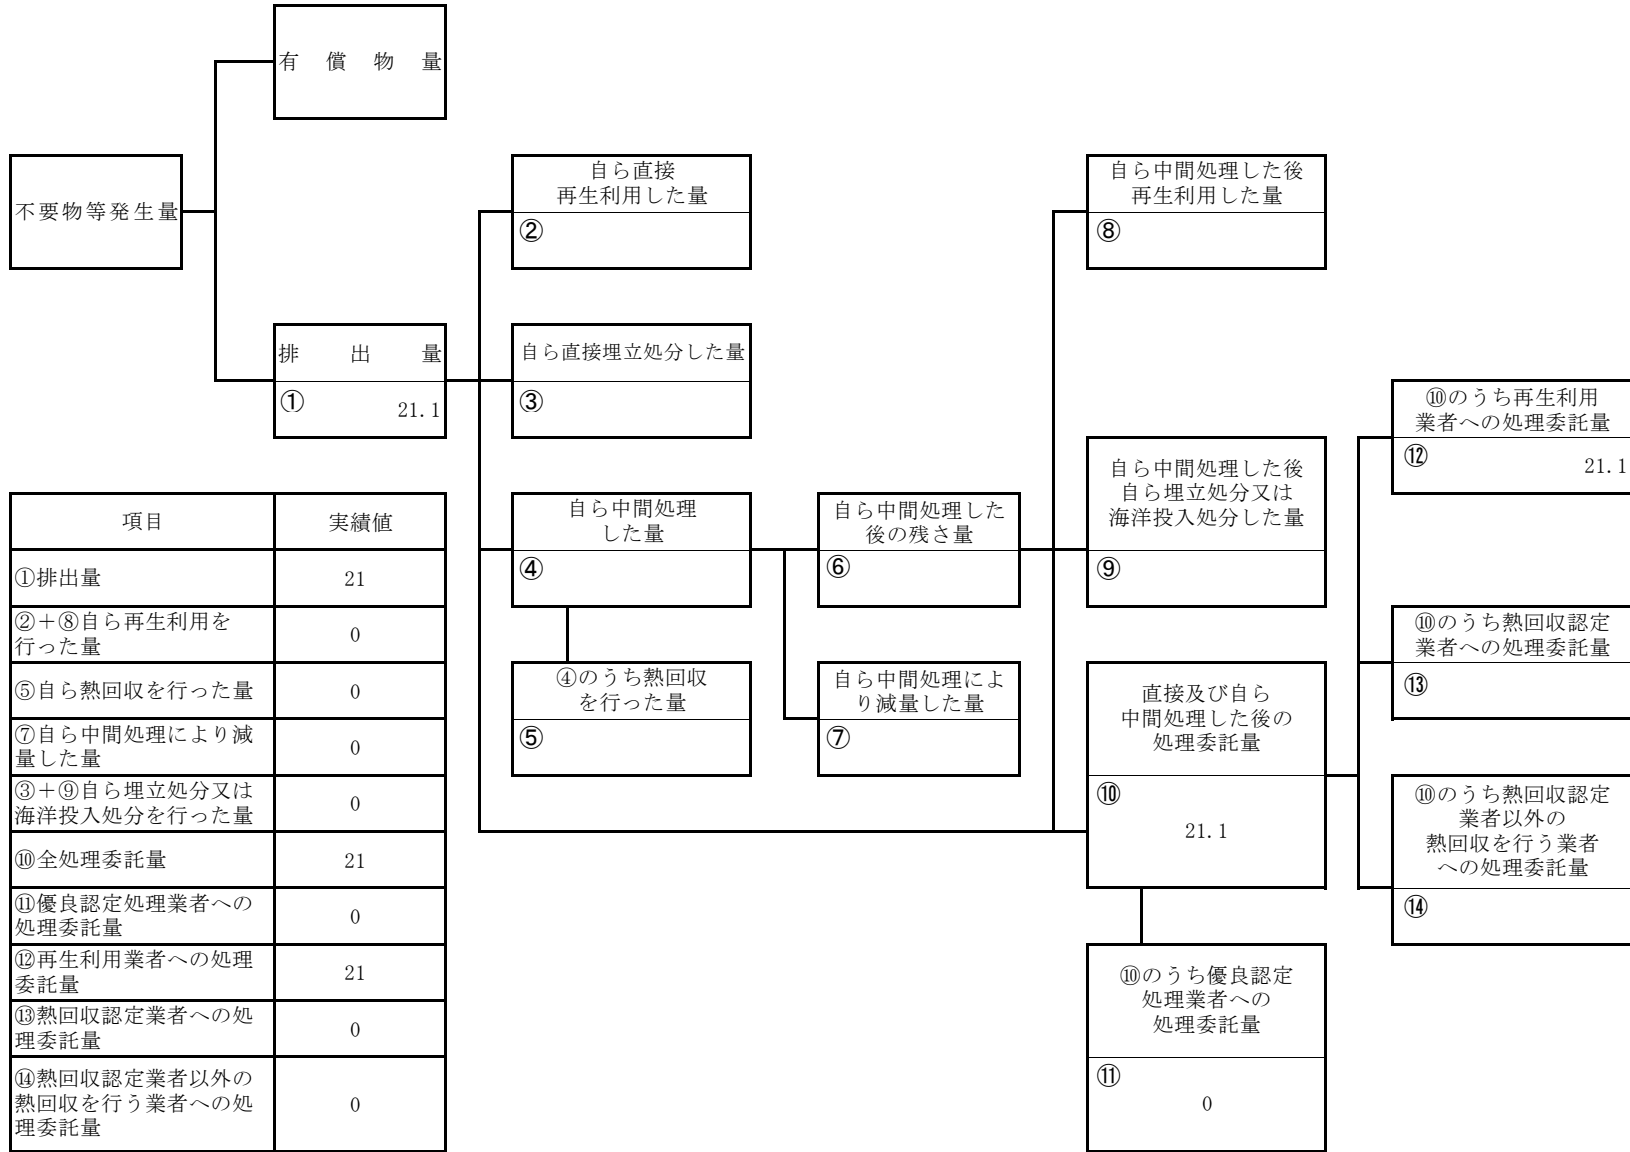 有償物量
不要物等発生量
自ら直接
再生利用した量
②
自ら中間処理した後
再生利用した量
⑧
排出量
① 21.1
自ら直接埋立処分した量
③
⑩のうち再生利用
業者への処理委託量
⑫ 21.1
自ら中間処理した後
自ら埋立処分又は
海洋投入処分した量
⑨
自ら中間処理
した量
④
自ら中間処理した
後の残さ量
⑥
④のうち熱回収
を行った量
⑤
自ら中間処理によ
り減量した量
⑦
⑩のうち熱回収認定
業者への処理委託量
⑬
直接及び自ら
中間処理した後の
処理委託量
⑩
21.1
⑩のうち熱回収認定
業者以外の
熱回収を行う業者
への処理委託量
⑭
⑩のうち優良認定
処理業者への
処理委託量
⑪
0
項目 実績値
①排出量 21
②＋⑧自ら再生利用を
行った量 0
⑤自ら熱回収を行った量 0
⑦自ら中間処理により減
量した量 0
③＋⑨自ら埋立処分又は
海洋投入処分を行った量 0
⑩全処理委託量 21
⑪優良認定処理業者への
処理委託量 0
⑫再生利用業者への処理
委託量 21
⑬熱回収認定業者への処
理委託量 0
⑭熱回収認定業者以外の
熱回収を行う業者への処
理委託量 0